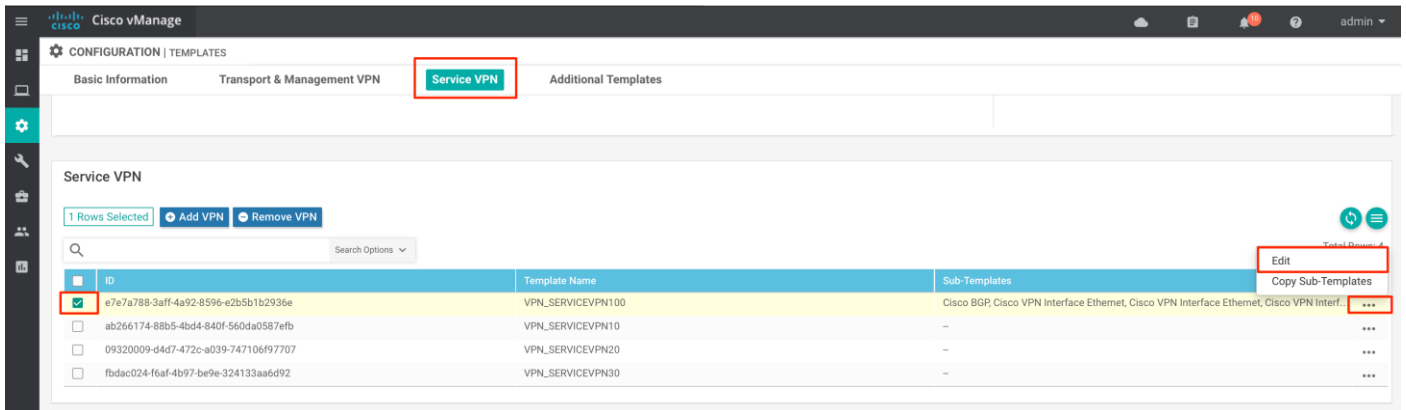 cisco Cisco vManage 10 admin
CONFIGURATION | TEMPLATES
Basic Information Transport & Management VPN Service VPN Additional Templates
Service VPN
1 Rows Selected Add VPN Remove VPN
Search Options
Total Rows: 4
Edit
Copy Sub-Templates
ID Template Name Sub-Templates
e7e7a788-3aff-4a92-8596-e2b5b1b2936e VPN_SERVICEVPN100 Cisco BGP, Cisco VPN Interface Ethernet, Cisco VPN Interface Ethernet, Cisco VPN Interf... •••
ab266174-88b5-4bd4-840f-560da0587efb VPN_SERVICEVPN10 – •••
09320009-d4d7-472c-a039-747106f97707 VPN_SERVICEVPN20 – •••
fbdac024-f6af-4b97-be9e-324133aa6d92 VPN_SERVICEVPN30 – •••